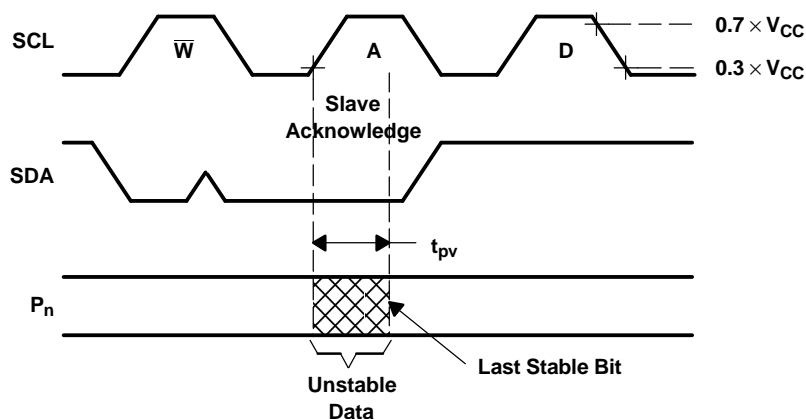 SCL
W̅
A
D
0.7 × VCC
0.3 × VCC
Slave
Acknowledge
SDA
tpv
Pn
Last Stable Bit
Unstable
Data